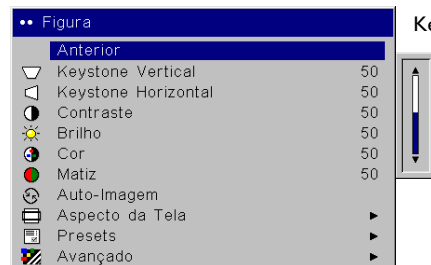 •• Figura
Anterior
Keystone Vertical 50
Keystone Horizontal 50
Contraste 50
Brilho 50
Cor 50
Matiz 50
Auto-Imagem
Aspecto da Tela
Presets
Avançado